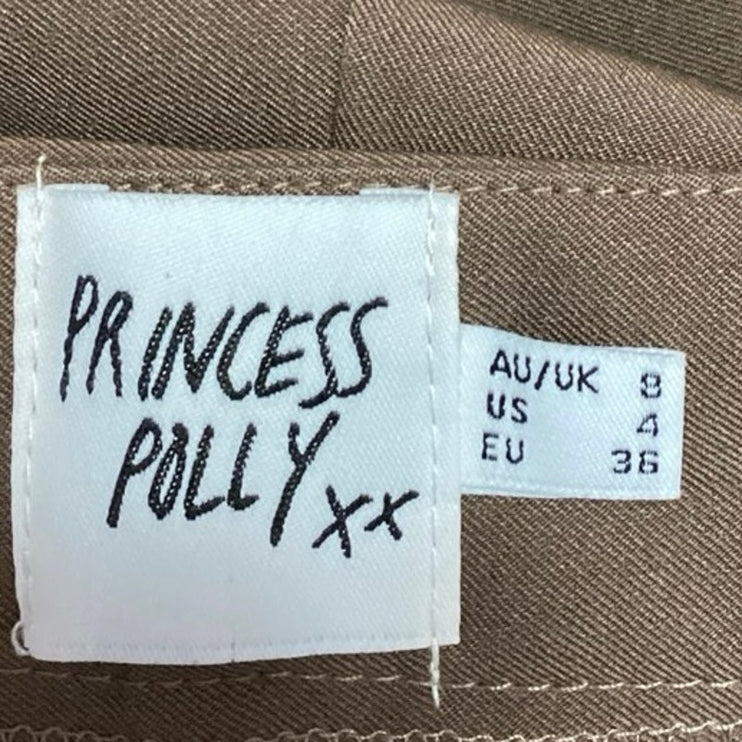 PRINCESS
POLLY xx
AU/UK 8
US 4
EU 36